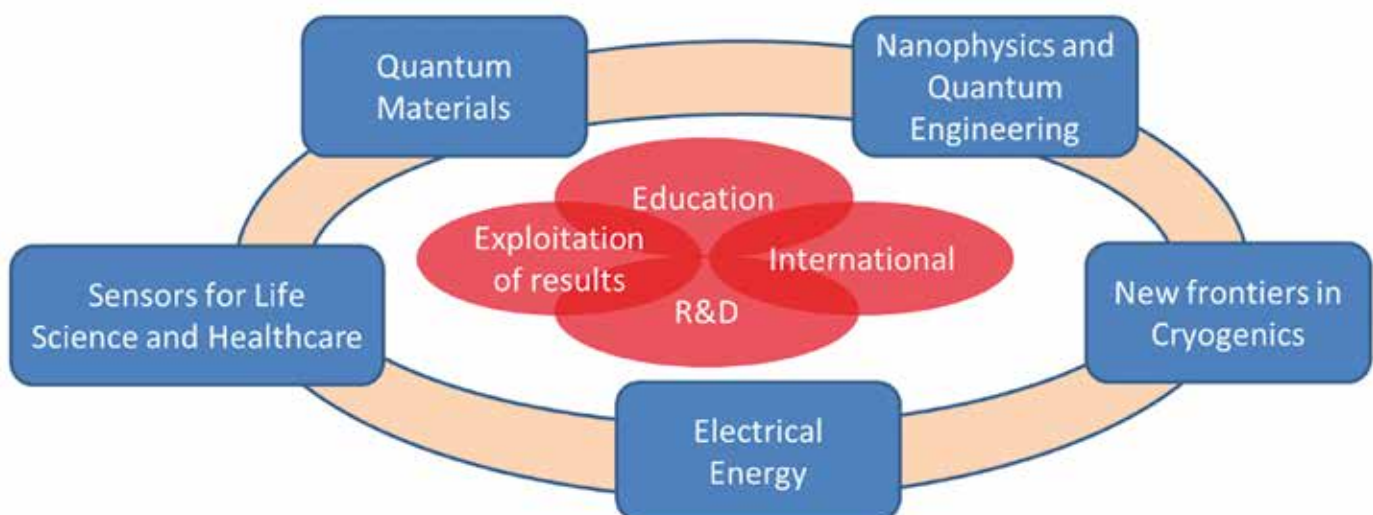 Quantum
Materials
Nanophysics and
Quantum
Engineering
Education
Exploitation
of results
International
R&D
Sensors for Life
Science and Healthcare
New frontiers in
Cryogenics
Electrical
Energy